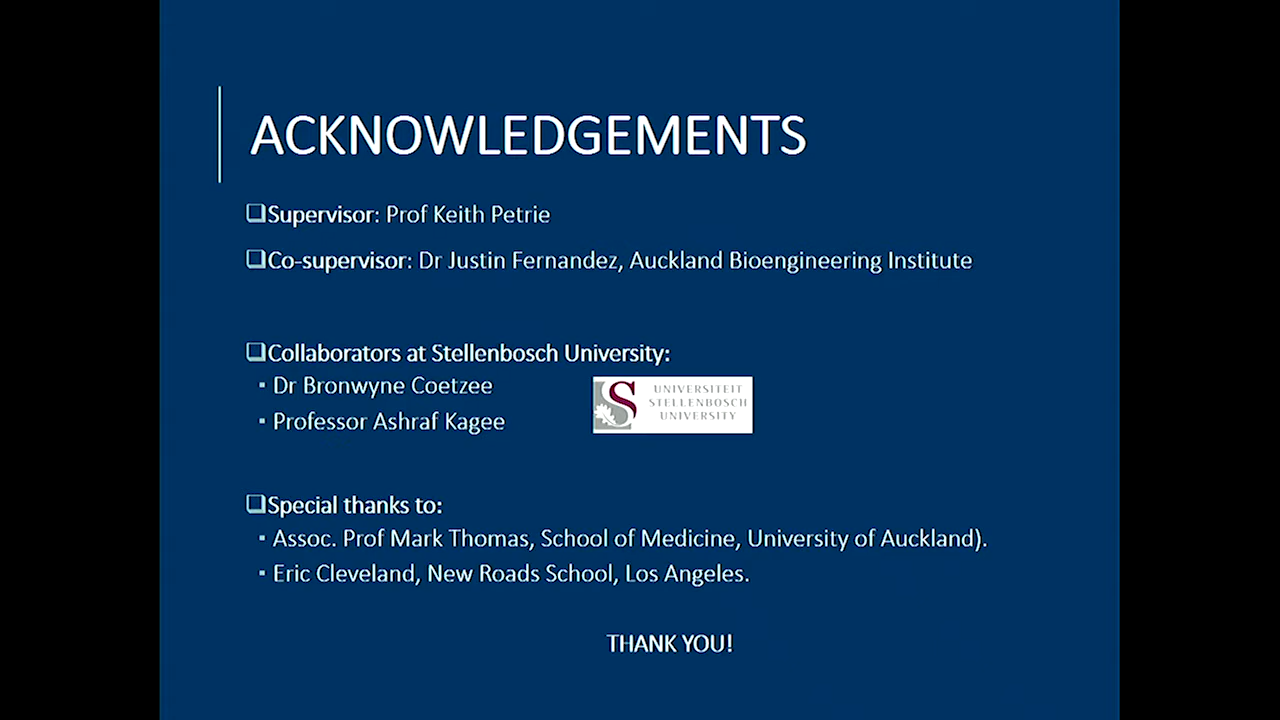 ACKNOWLEDGEMENTS
❑Supervisor: Prof Keith Petrie
❑Co-supervisor: Dr Justin Fernandez, Auckland Bioengineering Institute
❑Collaborators at Stellenbosch University:
▪ Dr Bronwyne Coetzee
▪ Professor Ashraf Kagee
UNIVERSITEIT
STELLENBOSCH
UNIVERSITY
❑Special thanks to:
▪ Assoc. Prof Mark Thomas, School of Medicine, University of Auckland).
▪ Eric Cleveland, New Roads School, Los Angeles.
THANK YOU!